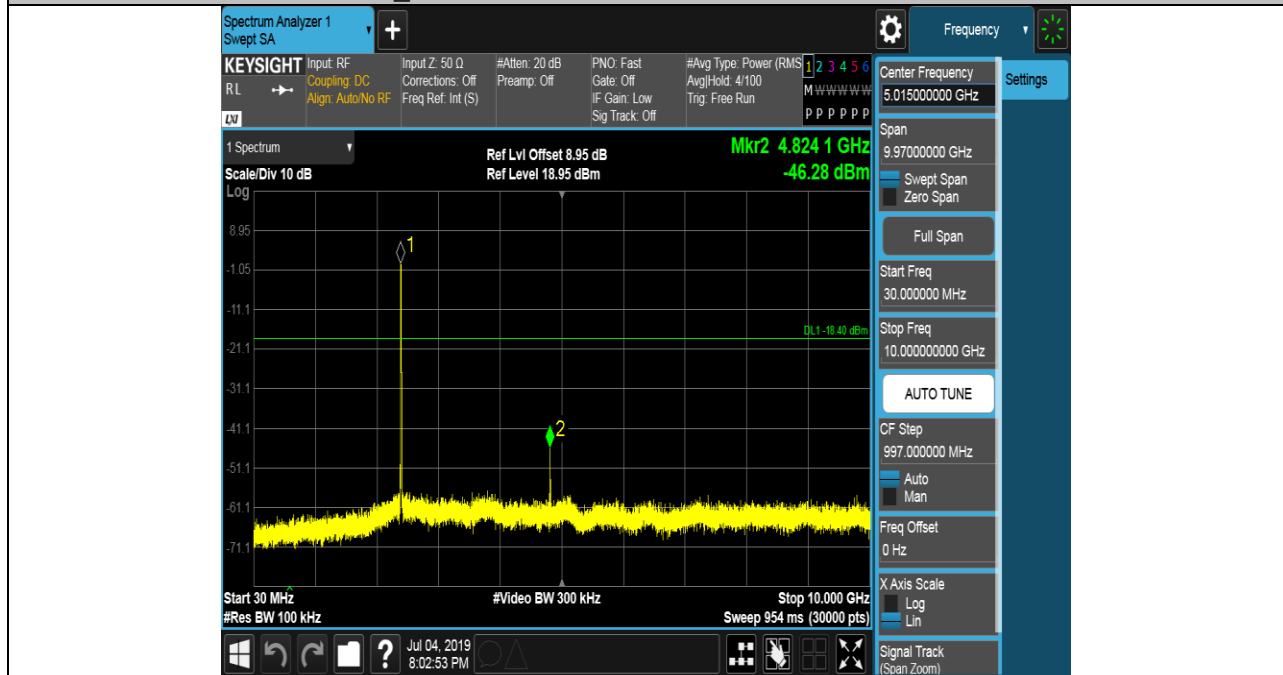 Spectrum Analyzer 1
Swept SA
+
Frequency
KEYSIGHT
RL
LXI
Input: RF
Coupling: DC
Align: Auto/No RF
Input Z: 50 Ω
Corrections: Off
Freq Ref: Int (S)
#Atten: 20 dB
Preamp: Off
PNO: Fast
Gate: Off
IF Gain: Low
Sig Track: Off
#Avg Type: Power (RMS
Avg|Hold: 4/100
Trig: Free Run
1 2 3 4 5 6
M W W W W W
P P P P P P
Center Frequency
5.015000000 GHz
Settings
1 Spectrum
Scale/Div 10 dB
Ref Lvl Offset 8.95 dB
Ref Level 18.95 dBm
Mkr2 4.824 1 GHz
-46.28 dBm
Span
9.97000000 GHz
Swept Span
Zero Span
Full Span
Start Freq
30.000000 MHz
Stop Freq
10.000000000 GHz
AUTO TUNE
CF Step
997.000000 MHz
Auto
Man
Freq Offset
0 Hz
X Axis Scale
Log
Lin
Signal Track
(Span Zoom)
Log
8.95
-1.05
-11.1
-21.1
-31.1
-41.1
-51.1
-61.1
-71.1
1
2
DL1 -18.40 dBm
Start 30 MHz
#Video BW 300 kHz
Stop 10.000 GHz
#Res BW 100 kHz
Sweep 954 ms (30000 pts)
?
Jul 04, 2019
8:02:53 PM